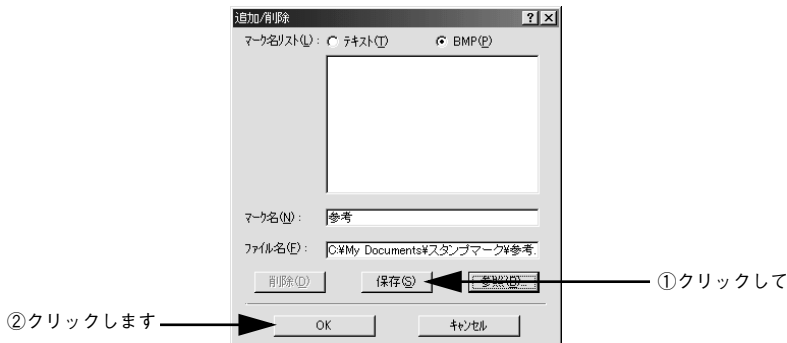 追加/削除
マーク名リスト(L): テキスト(T) BMP(P)
マーク名(N): 参考
ファイル名(F): C:¥My Documents¥スタンプマーク¥参考.
削除(D) 保存(S) 参照(B)... ①クリックして
②クリックします OK キャンセル